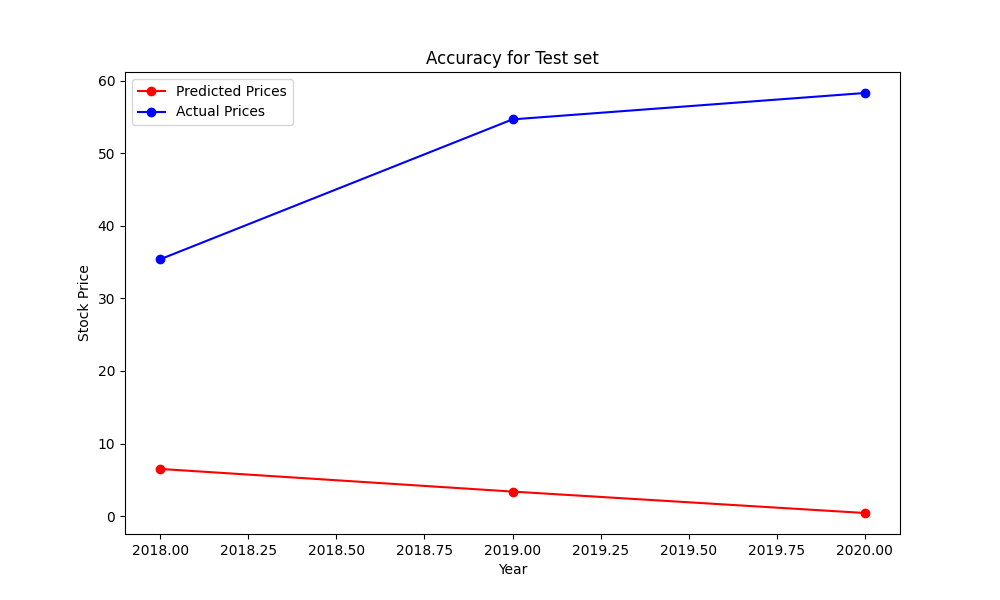 Accuracy for Test set
Predicted Prices
Actual Prices
60
50
40
30
20
10
0
Stock Price
2018.00 2018.25 2018.50 2018.75 2019.00 2019.25 2019.50 2019.75 2020.00
Year